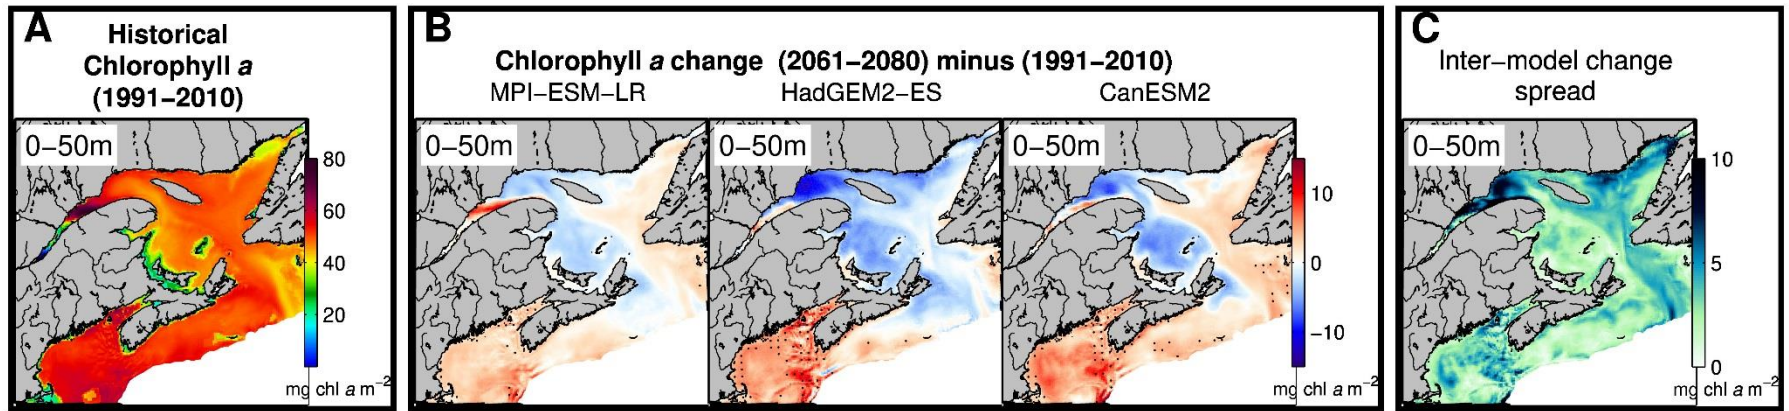 A
Historical
Chlorophyll a
(1991–2010)
0–50m
80
60
40
20
mg chl a m⁻²
B
Chlorophyll a change (2061–2080) minus (1991–2010)
MPI–ESM–LR
HadGEM2–ES
CanESM2
0–50m
0–50m
0–50m
10
0
−10
mg chl a m⁻²
C
Inter–model change
spread
0–50m
10
5
0
mg chl a m⁻²